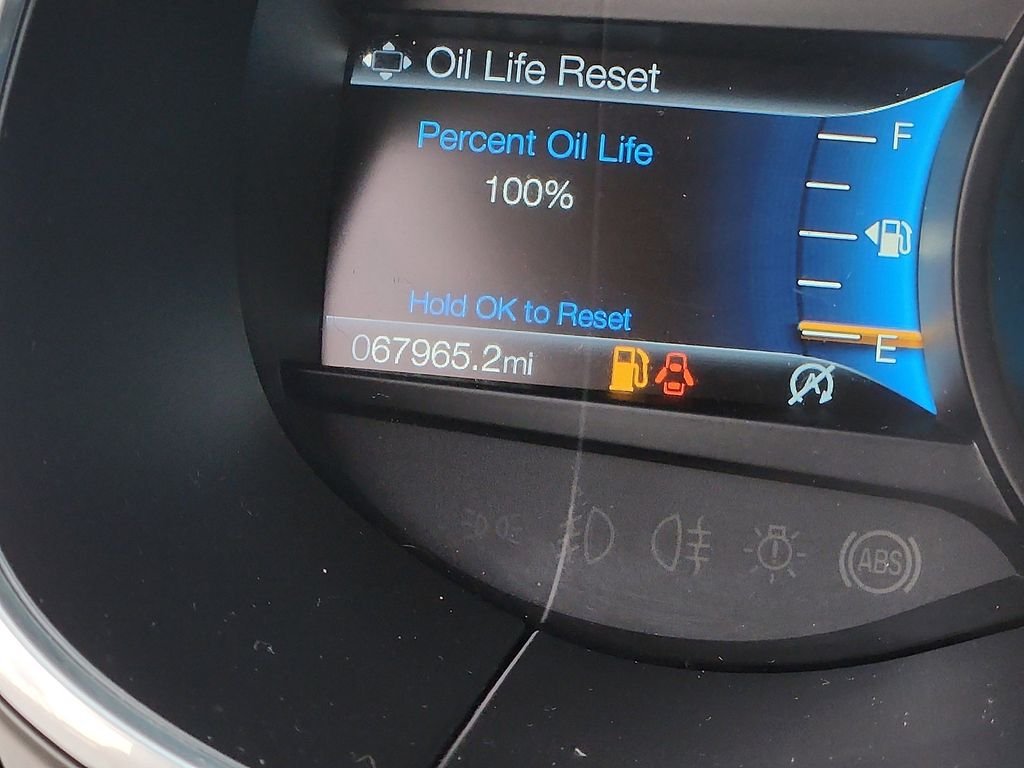 Oil Life Reset
Percent Oil Life
100%
F
Hold OK to Reset
E
067965.2mi
A
ABS